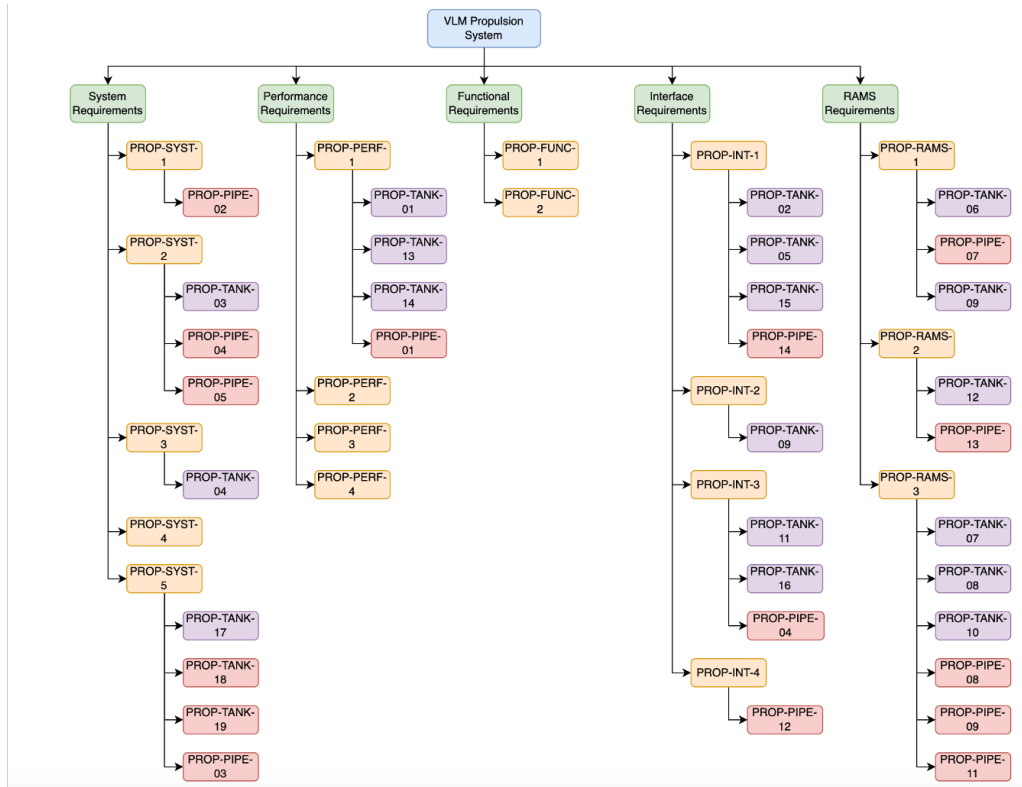 VLM Propulsion
System
System
Requirements
Performance
Requirements
Functional
Requirements
Interface
Requirements
RAMS
Requirements
PROP-SYST-
1
PROP-PIPE-
02
PROP-SYST-
2
PROP-TANK-
03
PROP-PIPE-
04
PROP-PIPE-
05
PROP-SYST-
3
PROP-TANK-
04
PROP-SYST-
4
PROP-SYST-
5
PROP-TANK-
17
PROP-TANK-
18
PROP-TANK-
19
PROP-PIPE-
03
PROP-PERF-
1
PROP-TANK-
01
PROP-TANK-
13
PROP-TANK-
14
PROP-PIPE-
01
PROP-PERF-
2
PROP-PERF-
3
PROP-PERF-
4
PROP-FUNC-
1
PROP-FUNC-
2
PROP-INT-1
PROP-TANK-
02
PROP-TANK-
05
PROP-TANK-
15
PROP-PIPE-
14
PROP-INT-2
PROP-TANK-
09
PROP-INT-3
PROP-TANK-
11
PROP-TANK-
16
PROP-PIPE-
04
PROP-INT-4
PROP-PIPE-
12
PROP-RAMS-
1
PROP-TANK-
06
PROP-PIPE-
07
PROP-TANK-
09
PROP-RAMS-
2
PROP-TANK-
12
PROP-PIPE-
13
PROP-RAMS-
3
PROP-TANK-
07
PROP-TANK-
08
PROP-TANK-
10
PROP-PIPE-
08
PROP-PIPE-
09
PROP-PIPE-
11